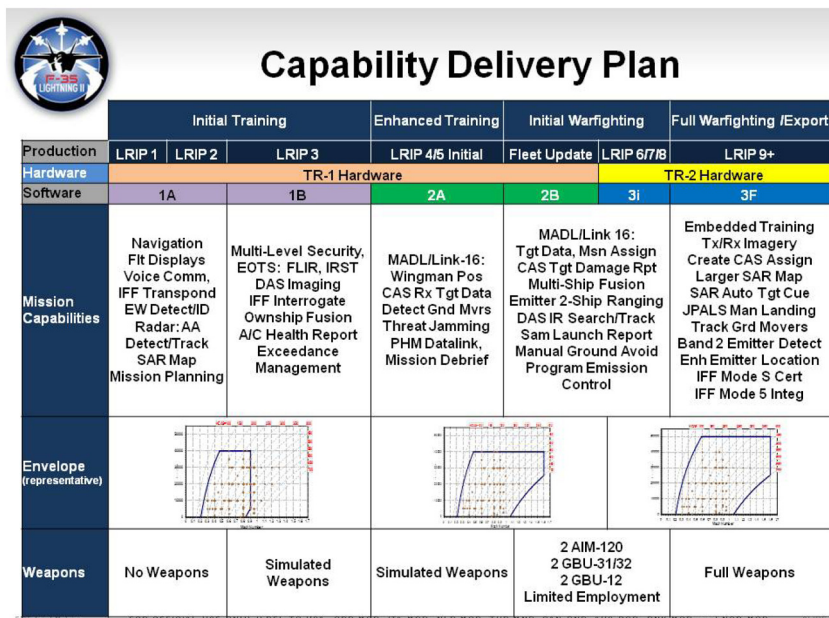 F-35
LIGHTNING II
Capability Delivery Plan
Initial Training
Enhanced Training
Initial Warfighting
Full Warfighting /Export
Production
LRIP 1
LRIP 2
LRIP 3
LRIP 4/5 Initial
Fleet Update
LRIP 6/7/8
LRIP 9+
Hardware
TR-1 Hardware
TR-2 Hardware
Software
1A
1B
2A
2B
3i
3F
Mission
Capabilities
Navigation
Flt Displays
Voice Comm,
IFF Transpond
EW Detect/ID
Radar: AA
Detect/Track
SAR Map
Mission Planning
Multi-Level Security,
EOTS: FLIR, IRST
DAS Imaging
IFF Interrogate
Ownship Fusion
A/C Health Report
Exceedance
Management
MADL/Link-16:
Wingman Pos
CAS Rx Tgt Data
Detect Gnd Mvrs
Threat Jamming
PHM Datalink,
Mission Debrief
MADL/Link 16:
Tgt Data, Msn Assign
CAS Tgt Damage Rpt
Multi-Ship Fusion
Emitter 2-Ship Ranging
DAS IR Search/Track
Sam Launch Report
Manual Ground Avoid
Program Emission
Control
Embedded Training
Tx/Rx Imagery
Create CAS Assign
Larger SAR Map
SAR Auto Tgt Cue
JPALS Man Landing
Track Grd Movers
Band 2 Emitter Detect
Enh Emitter Location
IFF Mode S Cert
IFF Mode 5 Integ
Envelope
(representative)
Weapons
No Weapons
Simulated
Weapons
Simulated Weapons
2 AIM-120
2 GBU-31/32
2 GBU-12
Limited Employment
Full Weapons